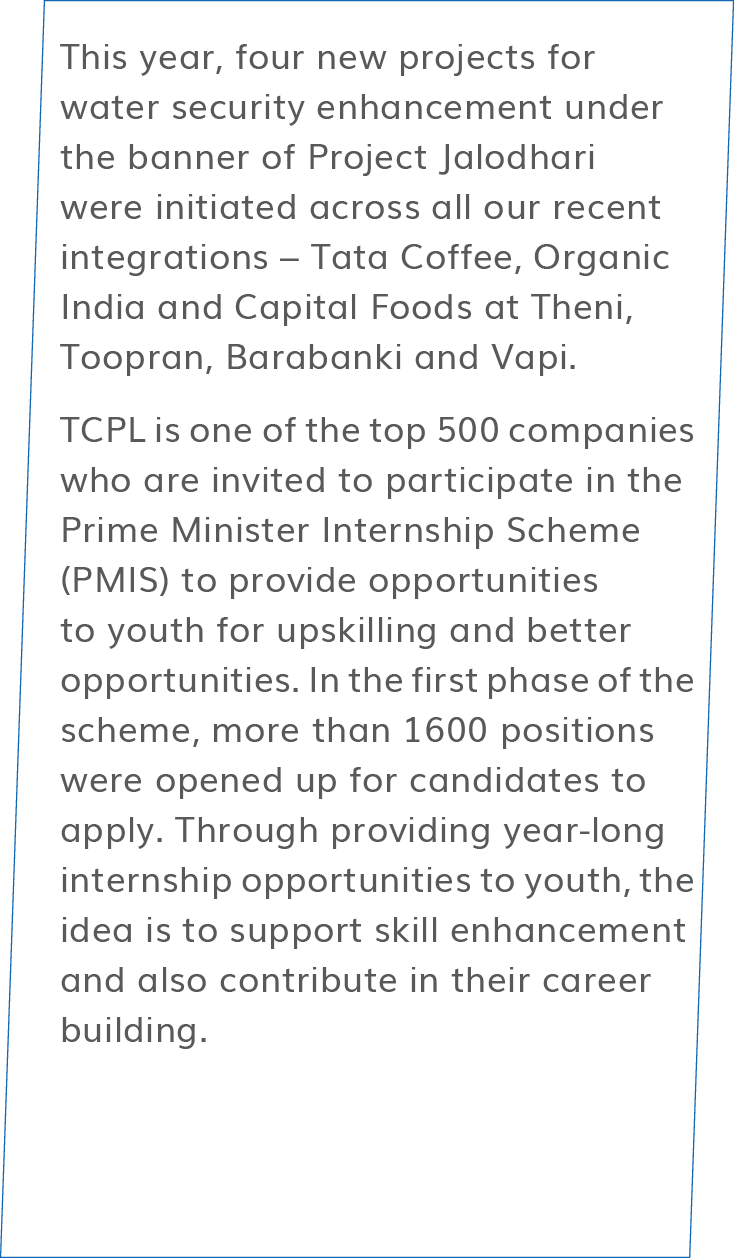 This year, four new projects for
water security enhancement under
the banner of Project Jalodhari
were initiated across all our recent
integrations – Tata Coffee, Organic
India and Capital Foods at Theni,
Toopran, Barabanki and Vapi.
TCPL is one of the top 500 companies
who are invited to participate in the
Prime Minister Internship Scheme
(PMIS) to provide opportunities
to youth for upskilling and better
opportunities. In the first phase of the
scheme, more than 1600 positions
were opened up for candidates to
apply. Through providing year-long
internship opportunities to youth, the
idea is to support skill enhancement
and also contribute in their career
building.